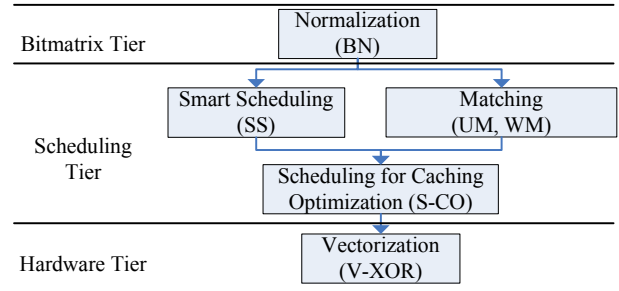 Bitmatrix Tier
Normalization
(BN)
Scheduling
Tier
Smart Scheduling
(SS)
Matching
(UM, WM)
Scheduling for Caching
Optimization (S-CO)
Hardware Tier
Vectorization
(V-XOR)